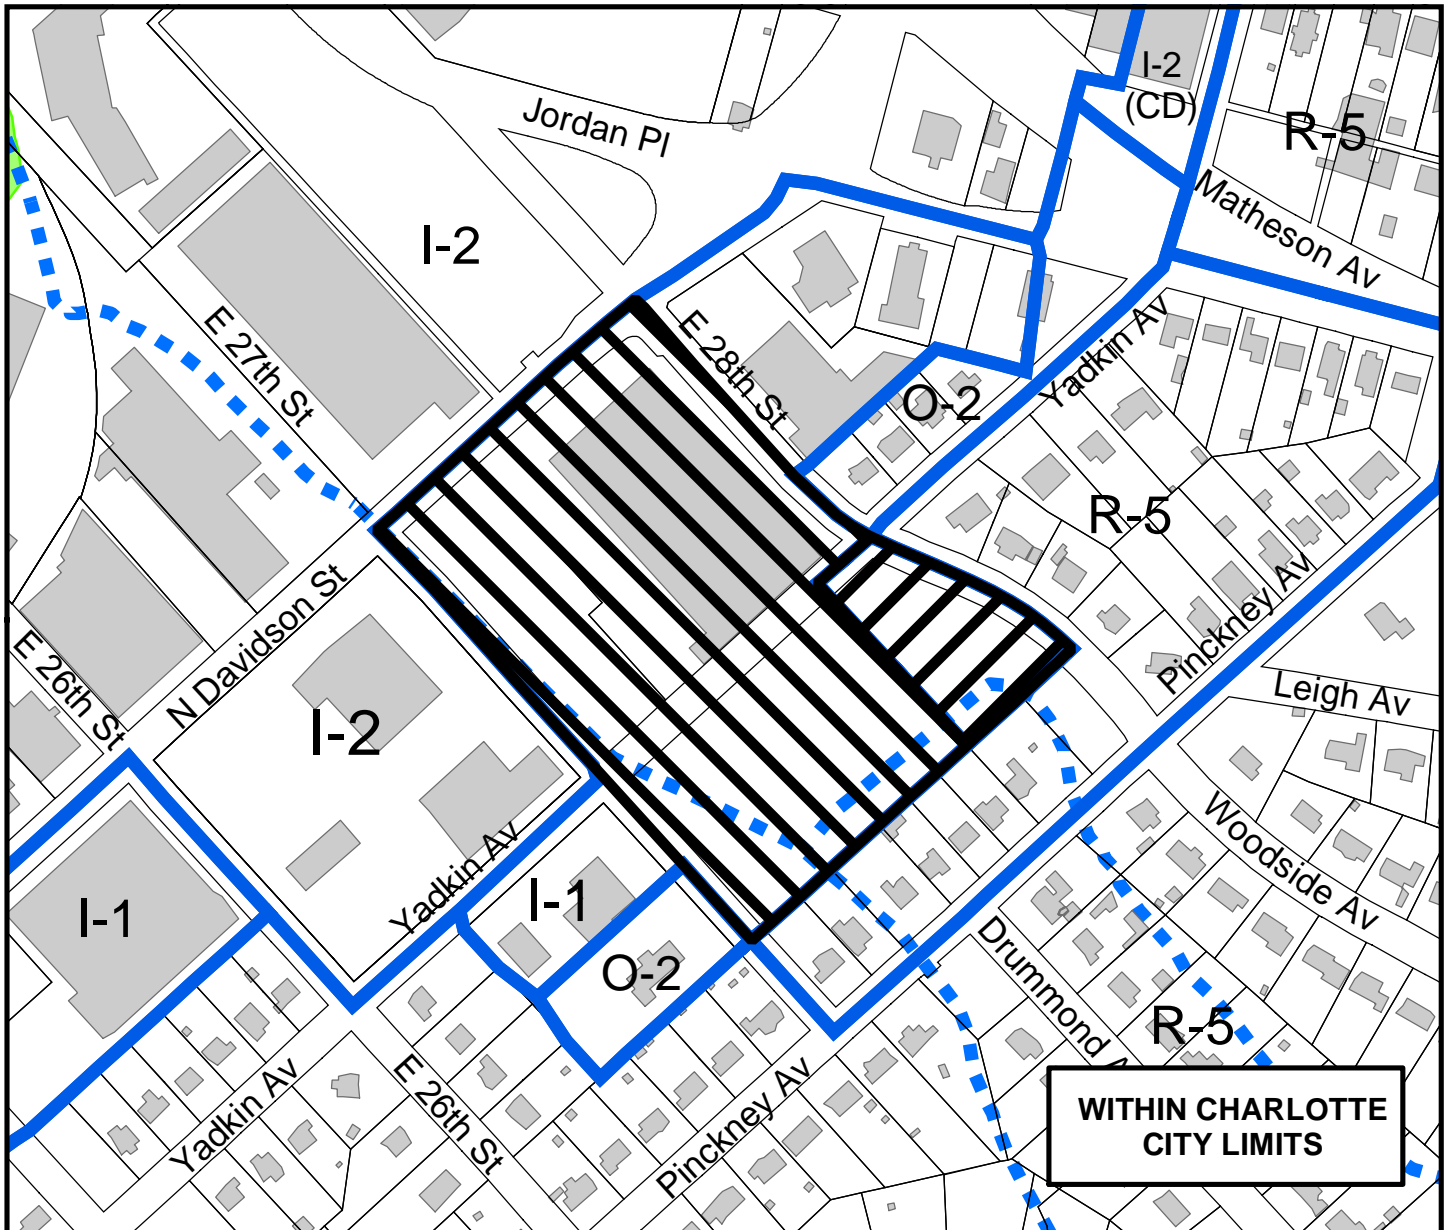 I-2
(CD)
R-5
Jordan Pl
Matheson Av
I-2
E 27th St
E 28th St
Yadkin Av
O-2
R-5
Pinckney Av
N Davidson St
E 26th St
Leigh Av
I-2
Woodside Av
Yadkin Av
I-1
I-1
O-2
Drummond A
R-5
Yadkin Av
E 26th St
Pinckney Av
WITHIN CHARLOTTE
CITY LIMITS